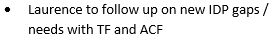 • Laurence to follow up on new IDP gaps /
needs with TF and ACF